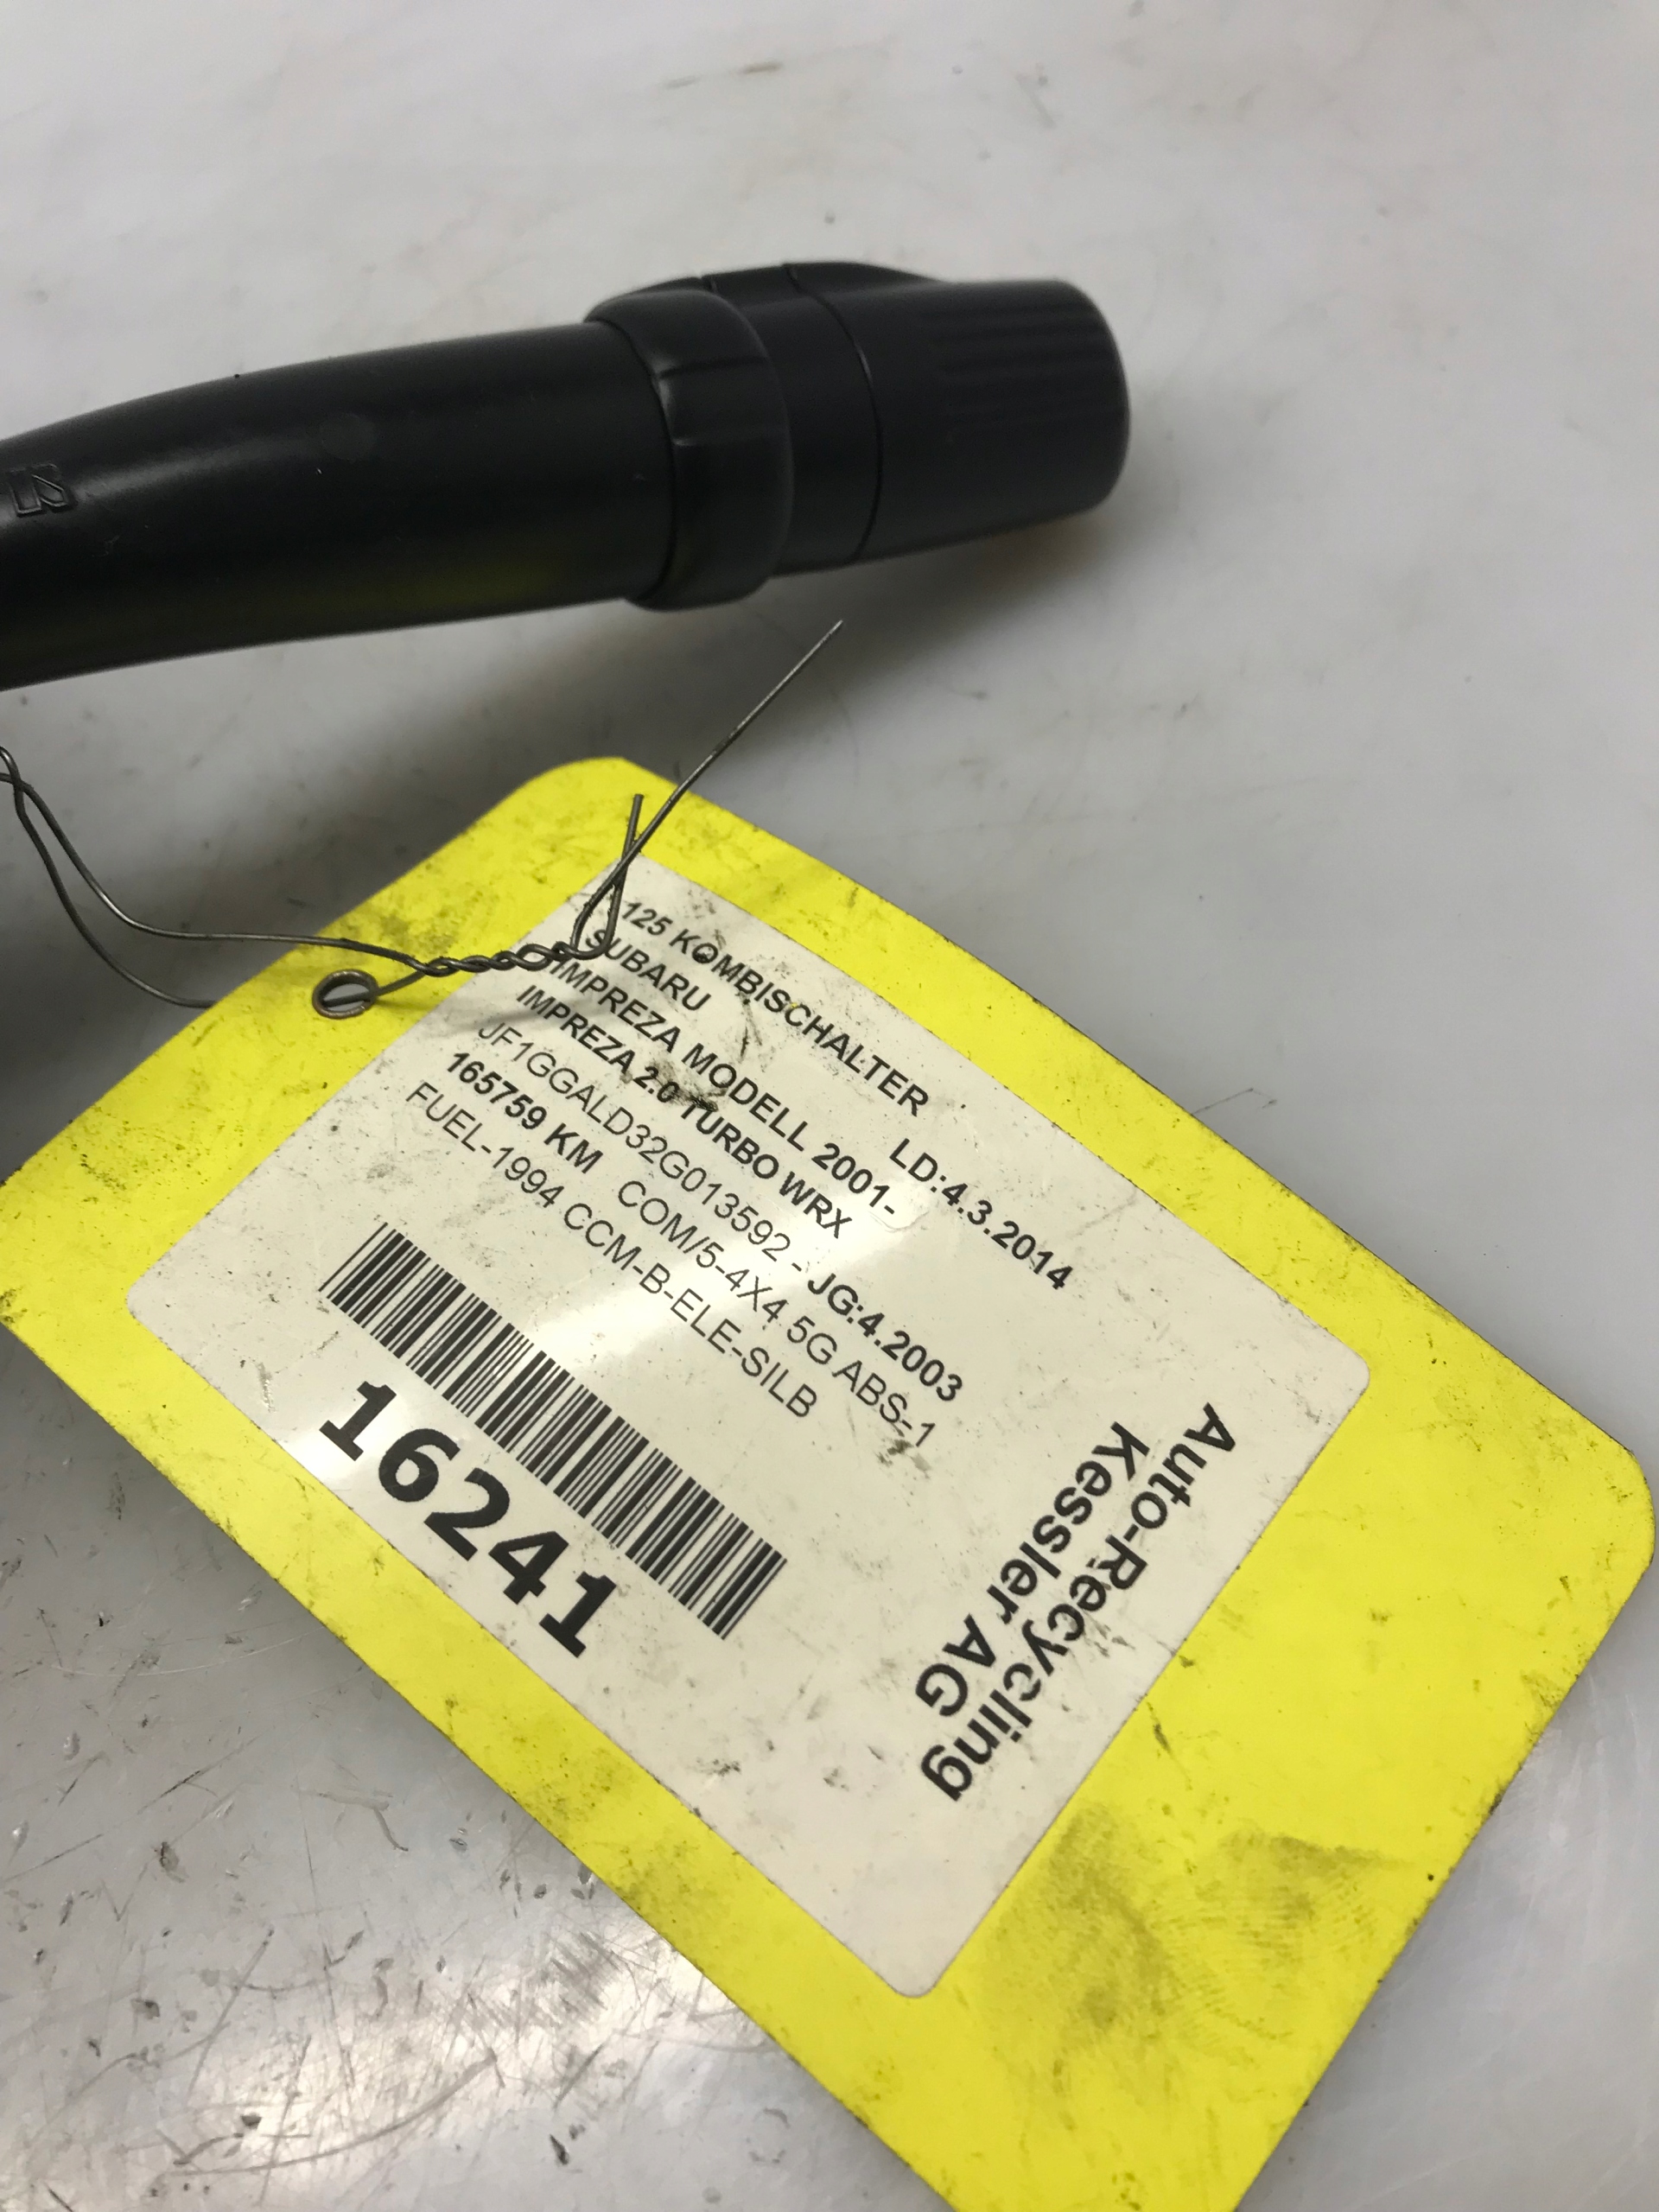 125 KOMBISCHALTER
SUBARU LD:4.3.2014
IMPREZA MODELL 2001-
IMPREZA 2.0 TURBO WRX
JF1GGALD32G013592 - JG:4.2003
165759 KM COM/5-4X4 5G ABS-1
FUEL-1994 CCM-B-ELE-SILB
16241
Auto-Recycling
Kessler AG